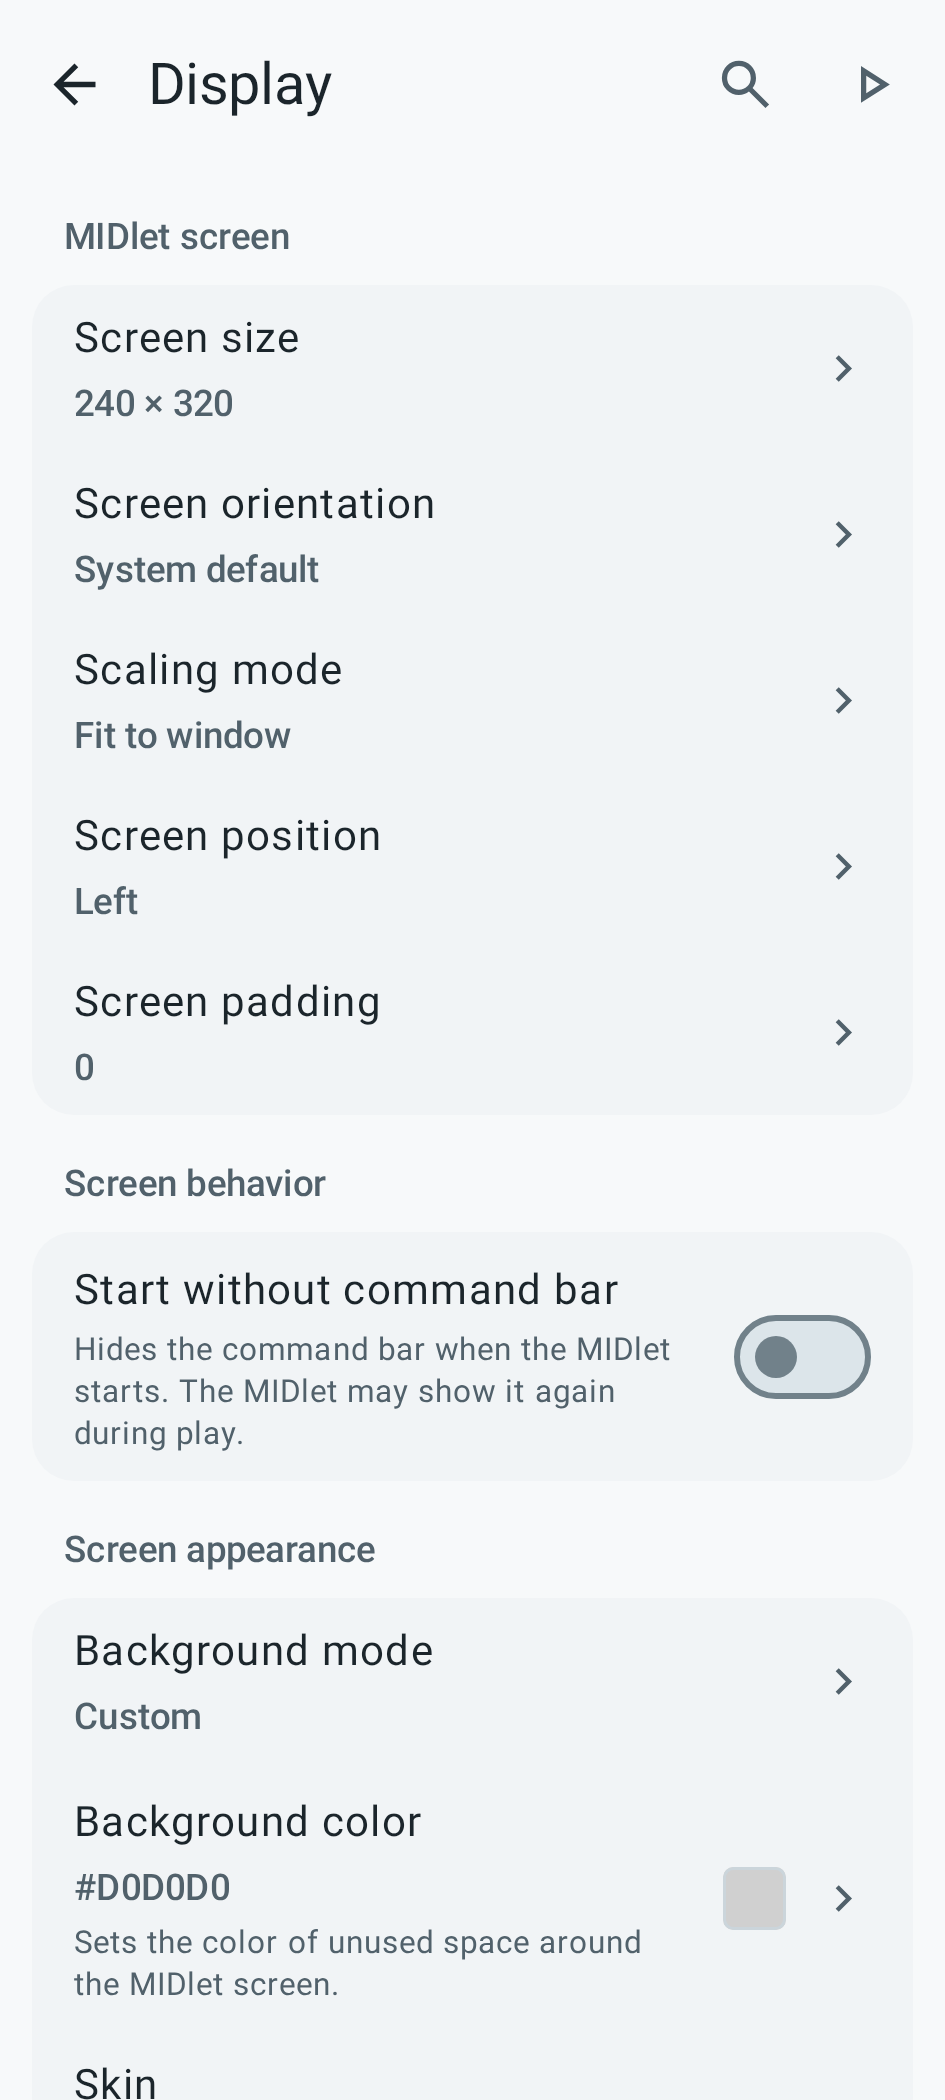 Display
MIDlet screen
Screen size
240 × 320
Screen orientation
System default
Scaling mode
Fit to window
Screen position
Left
Screen padding
0
Screen behavior
Start without command bar
Hides the command bar when the MIDlet
starts. The MIDlet may show it again
during play.
Screen appearance
Background mode
Custom
Background color
#D0D0D0
Sets the color of unused space around
the MIDlet screen.
Skin